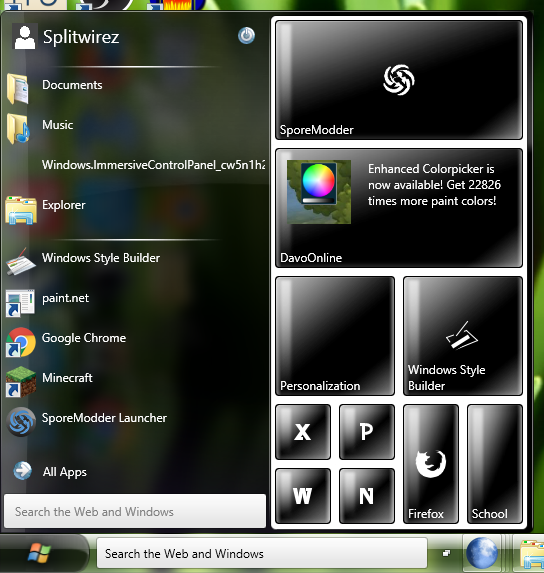 Splitwirez
Documents
Music
Windows.ImmersiveControlPanel_cw5n1h2
Explorer
Windows Style Builder
paint.net
Google Chrome
Minecraft
SporeModder Launcher
All Apps
Search the Web and Windows
SporeModder
Enhanced Colorpicker is
now available! Get 22826
times more paint colors!
DavoOnline
Personalization
Windows Style
Builder
X
P
W
N
Firefox
School
Search the Web and Windows